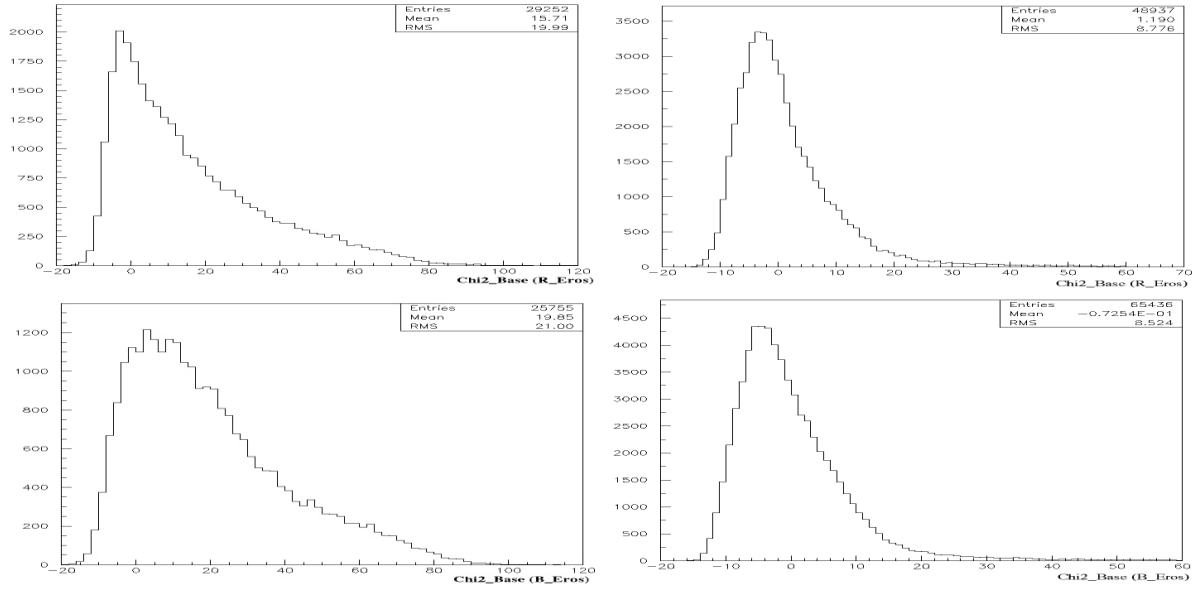 Entries 29252
Mean 15.71
RMS 19.99
2000
1750
1500
1250
1000
750
500
250
0
−20 0 20 40 60 80 100 120
Chi2_Base (R_Eros)
Entries 48937
Mean 1.190
RMS 8.776
3500
3000
2500
2000
1500
1000
500
0
−20 −10 0 10 20 30 40 50 60 70
Chi2_Base (R_Eros)
Entries 25755
Mean 19.85
RMS 21.00
1200
1000
800
600
400
200
0
−20 0 20 40 60 80 100 120
Chi2_Base (B_Eros)
Entries 65436
Mean −0.7254E−01
RMS 8.524
4500
4000
3500
3000
2500
2000
1500
1000
500
0
−20 −10 0 10 20 30 40 50 60
Chi2_Base (B_Eros)